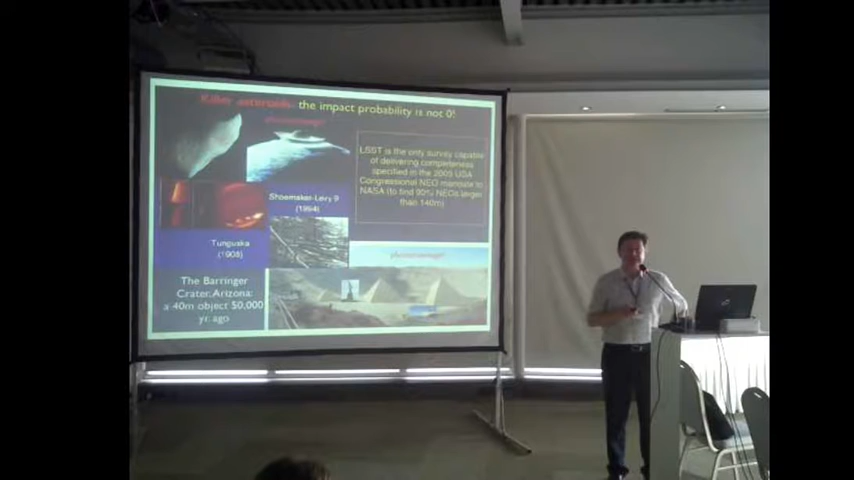 Killer asteroids: the impact probability is not 0!
LSST is the only survey capable
of delivering completeness
specified in the 2005 USA
Congressional NEO mandate to
NASA (to find 90% NEOs larger
than 140m)
Shoemaker-Levy 9
(1994)
Tunguska
(1908)
The Barringer
Crater, Arizona:
a 40m object 50,000
yr. ago
photomontage!